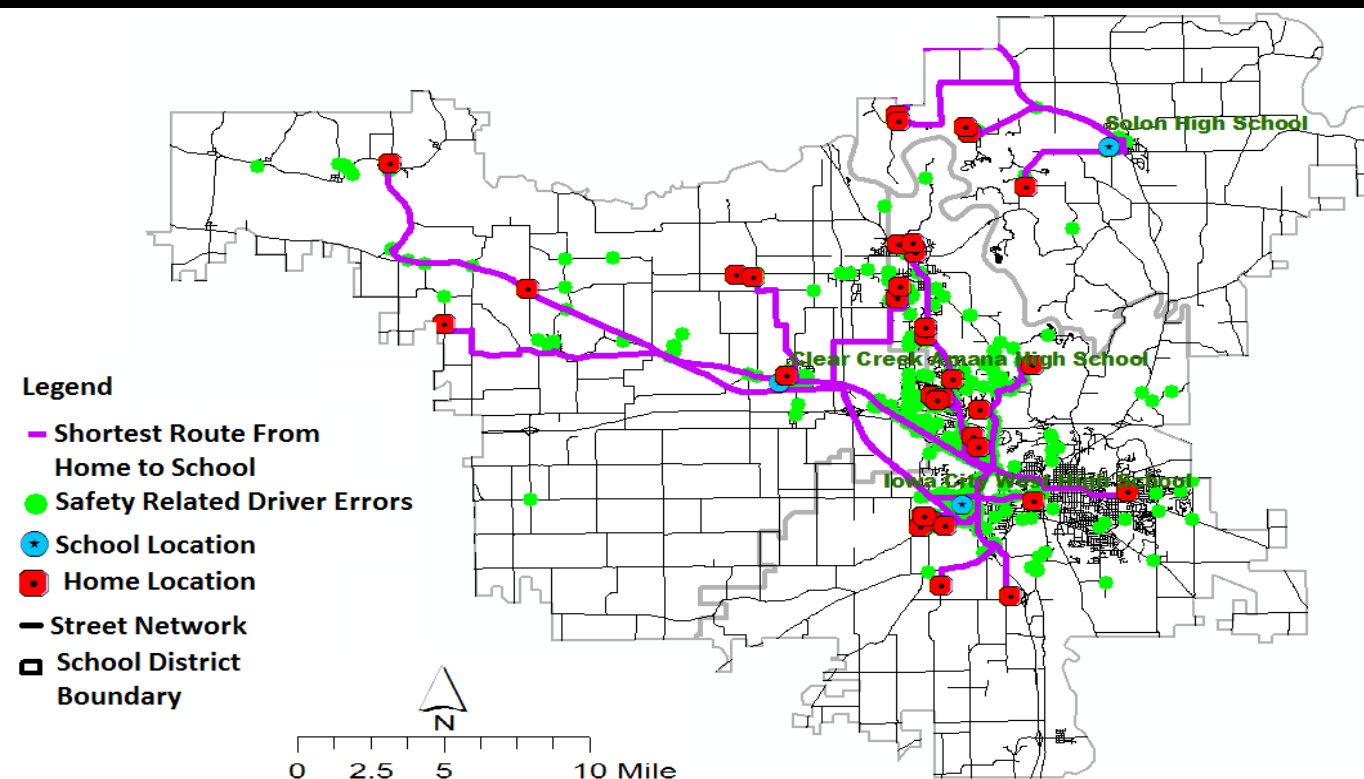 Solon High School
Clear Creek Amana High School
Iowa City West High School
Legend
Shortest Route From
Home to School
Safety Related Driver Errors
School Location
Home Location
Street Network
School District
Boundary
N
0 2.5 5 10 Mile